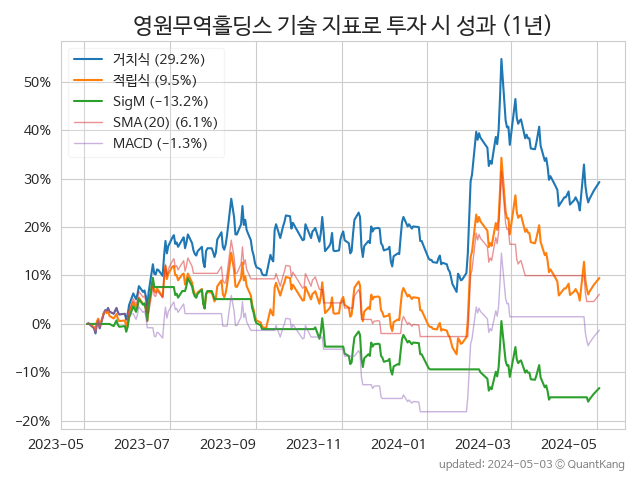 영원무역홀딩스 기술 지표로 투자 시 성과 (1년)
거치식 (29.2%)
적립식 (9.5%)
SigM (−13.2%)
SMA(20) (6.1%)
MACD (−1.3%)
50%
40%
30%
20%
10%
0%
−10%
−20%
2023-05 2023-07 2023-09 2023-11 2024-01 2024-03 2024-05
updated: 2024-05-03 ⓒ QuantKang